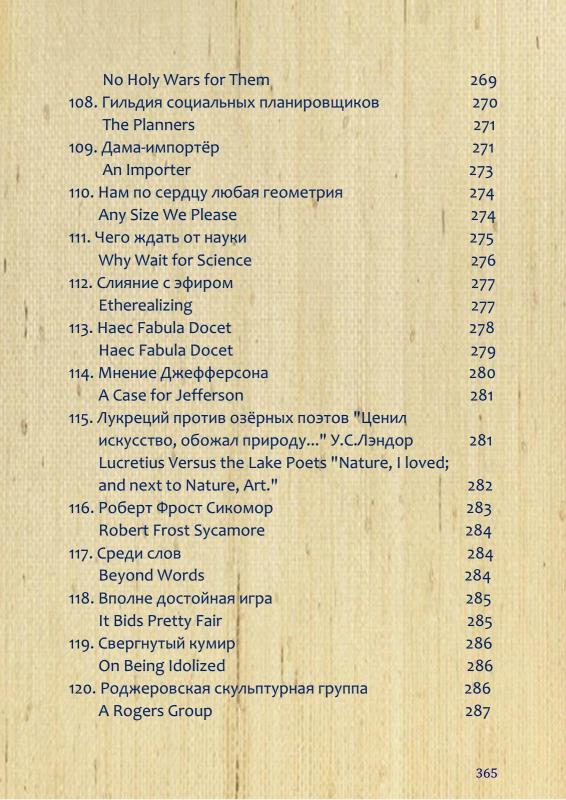 No Holy Wars for Them 269
108. Гильдия социальных планировщиков 270
The Planners 271
109. Дама-импортёр 271
An Importer 273
110. Нам по сердцу любая геометрия 274
Any Size We Please 274
111. Чего ждать от науки 275
Why Wait for Science 276
112. Слияние с эфиром 277
Etherealizing 277
113. Haec Fabula Docet 278
Haec Fabula Docet 279
114. Мнение Джефферсона 280
A Case for Jefferson 281
115. Лукреций против озёрных поэтов "Ценил
искусство, обожал природу..." У.С.Лэндор 281
Lucretius Versus the Lake Poets "Nature, I loved;
and next to Nature, Art." 282
116. Роберт Фрост Сикомор 283
Robert Frost Sycamore 284
117. Среди слов 284
Beyond Words 284
118. Вполне достойная игра 285
It Bids Pretty Fair 285
119. Свергнутый кумир 286
On Being Idolized 286
120. Роджеровская скульптурная группа 286
A Rogers Group 287
365